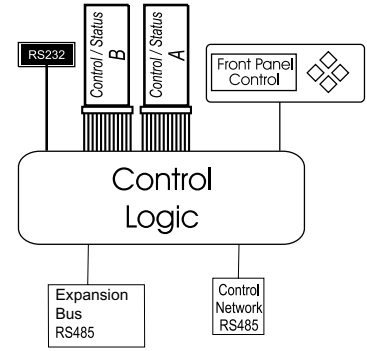 RS232
Control / Status
B
Control / Status
A
Front Panel
Control
Control
Logic
Expansion
Bus
RS485
Control
Network
RS485